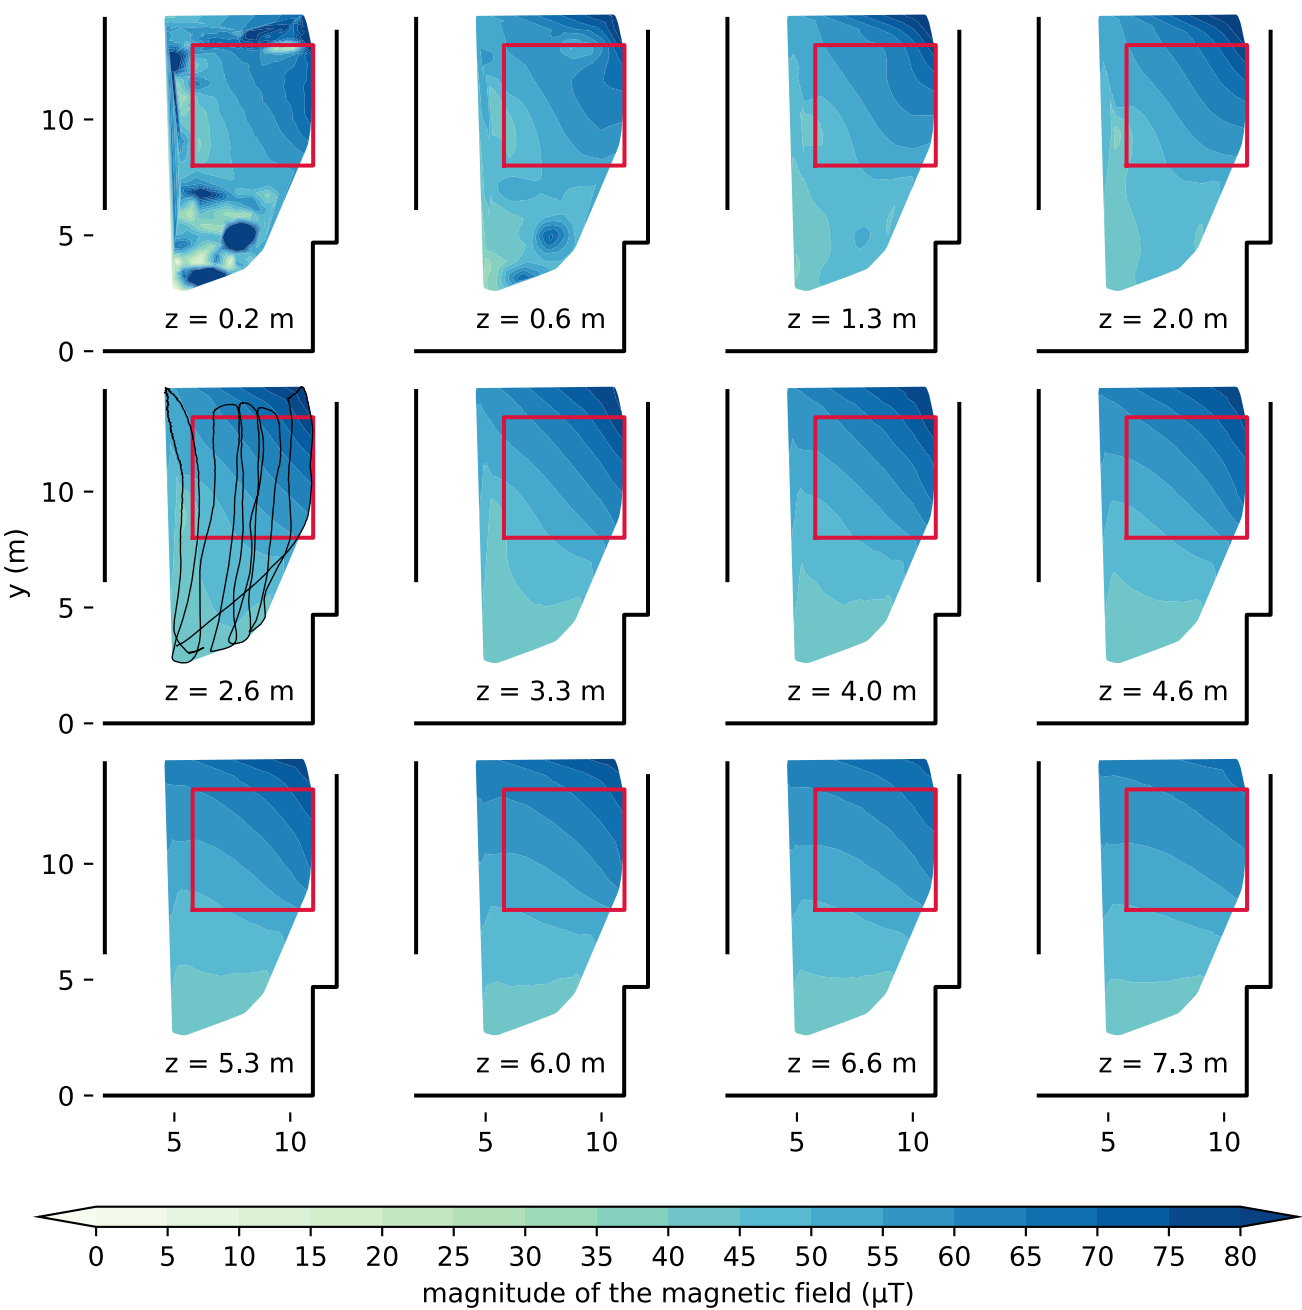 10
5
z = 0.2 m
z = 0.6 m
z = 1.3 m
z = 2.0 m
0
10
y (m)
5
z = 2.6 m
z = 3.3 m
z = 4.0 m
z = 4.6 m
0
10
5
z = 5.3 m
z = 6.0 m
z = 6.6 m
z = 7.3 m
0
5 10 5 10 5 10 5 10
0 5 10 15 20 25 30 35 40 45 50 55 60 65 70 75 80
magnitude of the magnetic field (µT)